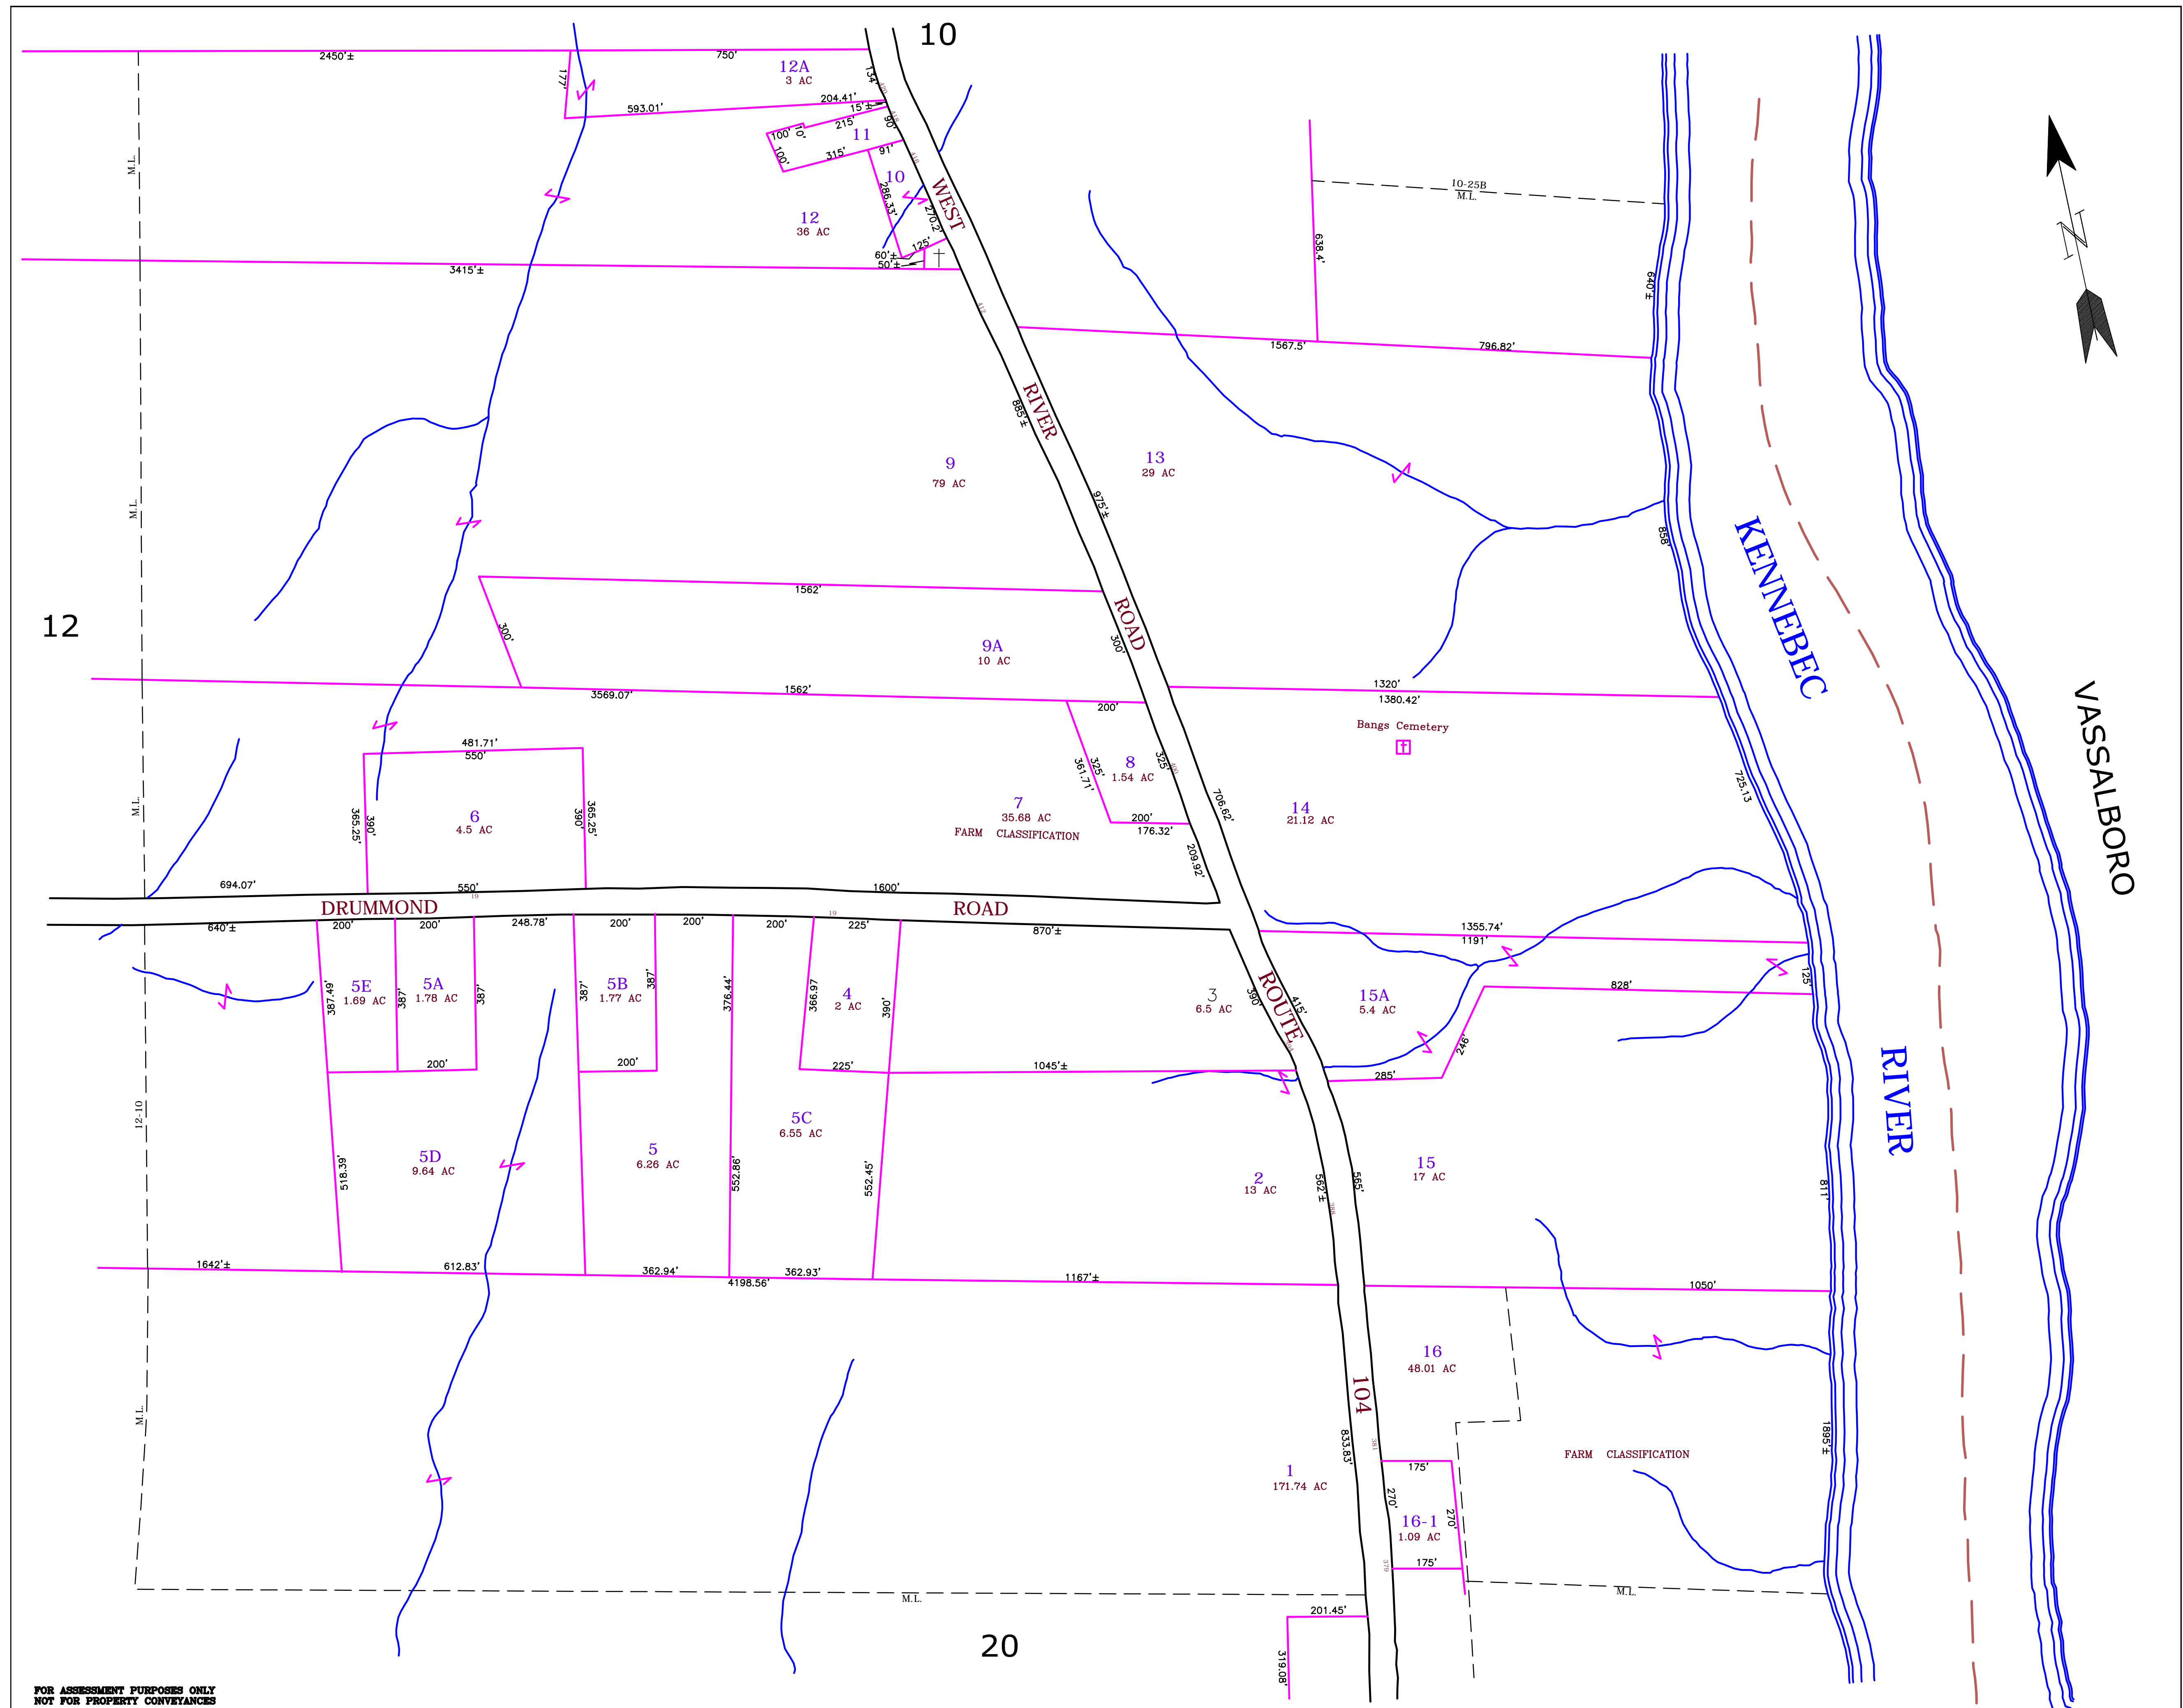 10
2450'±
750'
177'
134'
12A
3 AC
420
593.01'
204.41'
15'±
418
90'
100'
10'
215'
11
100'
315'
91'
416
10
286.33'
270.2'
12
36 AC
125'
60'±
50'±
3415'±
412
WEST
RIVER
ROAD
M.L.
M.L.
M.L.
12-10
M.L.
10-25B
M.L.
638.4'
640'±
1567.5'
796.82'
885'±
9
79 AC
13
29 AC
975'±
858'
KENNEBEC
RIVER
VASSALBORO
N
12
1562'
300'
9A
10 AC
300'
3569.07'
1562'
200'
1320'
1380.42'
Bangs Cemetery
481.71'
550'
365.25'
390'
6
4.5 AC
390'
365.25'
7
35.68 AC
FARM CLASSIFICATION
361.71'
325'
8
1.54 AC
325'
400
200'
176.32'
209.92'
706.62'
14
21.12 AC
725.13
694.07'
550'
19
1600'
DRUMMOND
ROAD
19
640'±
200'
200'
248.78'
200'
200'
200'
225'
870'±
1355.74'
1191'
387.49'
5E
1.69 AC
387'
5A
1.78 AC
387'
387'
5B
1.77 AC
387'
376.44'
366.97
4
2 AC
390'
3
6.5 AC
390'
ROUTE
415'
15A
5.4 AC
828'
125'
246'
200'
200'
225'
1045'±
285'
518.39'
5D
9.64 AC
5
6.26 AC
552.86'
5C
6.55 AC
552.45'
2
13 AC
562'±
388
565'
15
17 AC
811'
1642'±
612.83'
362.94'
362.93'
4198.56'
1167'±
1050'
16
48.01 AC
104
833.83'
381
FARM CLASSIFICATION
1895'±
1
171.74 AC
175'
270'
270'
16-1
1.09 AC
379
175'
M.L.
M.L.
201.45'
319.08'
20
FOR ASSESSMENT PURPOSES ONLY
NOT FOR PROPERTY CONVEYANCES